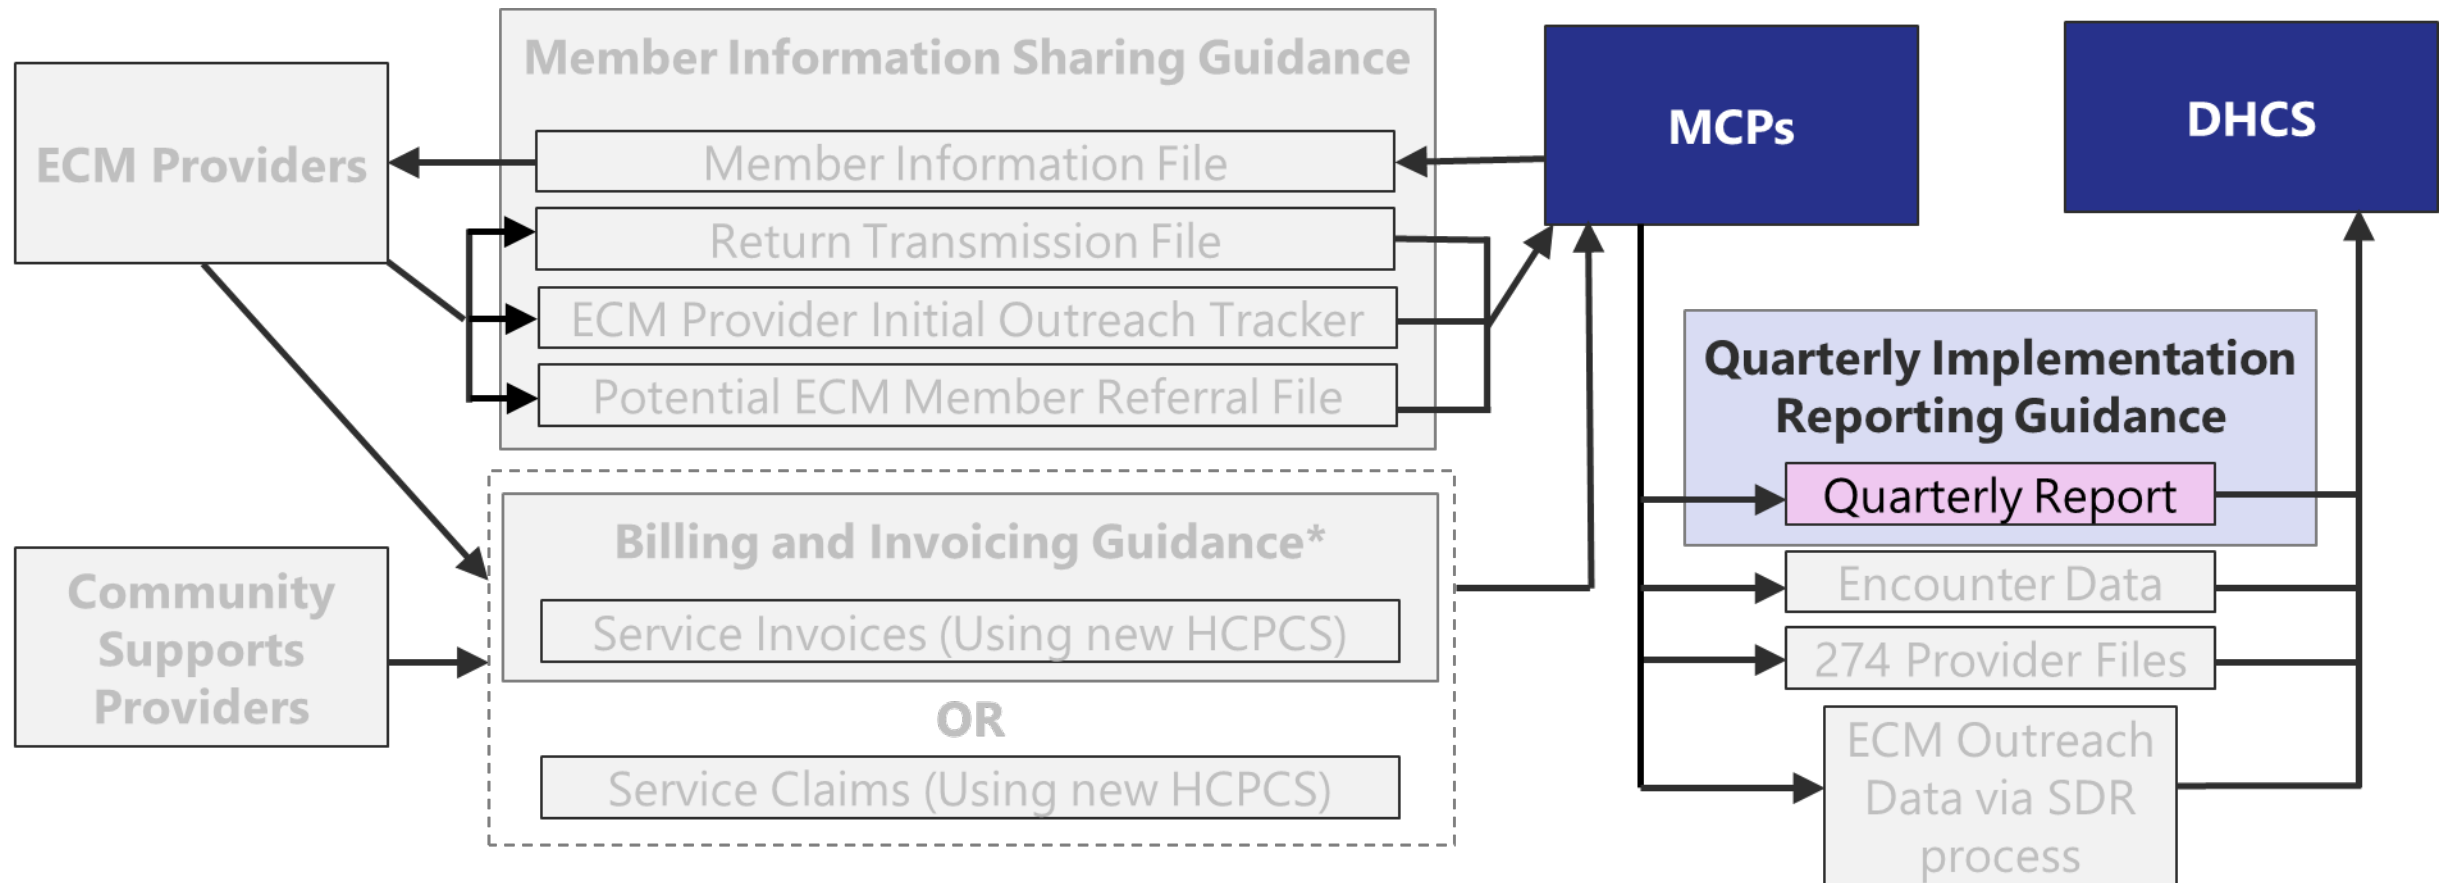 Member Information Sharing Guidance
ECM Providers
Member Information File
Return Transmission File
ECM Provider Initial Outreach Tracker
Potential ECM Member Referral File
MCPs
DHCS
Community
Supports
Providers
Billing and Invoicing Guidance*
Service Invoices (Using new HCPCS)
OR
Service Claims (Using new HCPCS)
Quarterly Implementation
Reporting Guidance
Quarterly Report
Encounter Data
274 Provider Files
ECM Outreach
Data via SDR
process